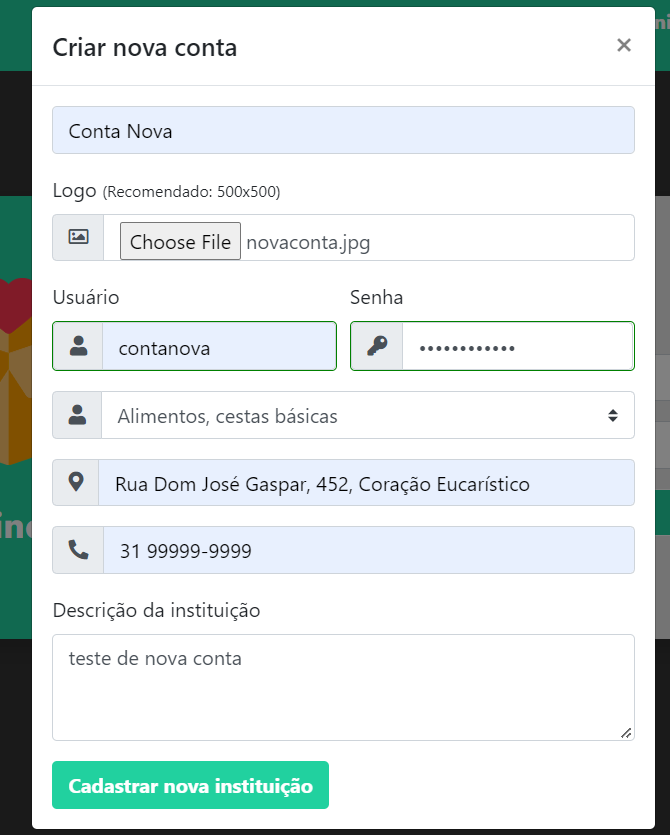 Criar nova conta
×
Conta Nova
Logo (Recomendado: 500x500)
Choose File novaconta.jpg
Usuário Senha
contanova ••••••••••••
Alimentos, cestas básicas
Rua Dom José Gaspar, 452, Coração Eucarístico
31 99999-9999
Descrição da instituição
teste de nova conta
Cadastrar nova instituição